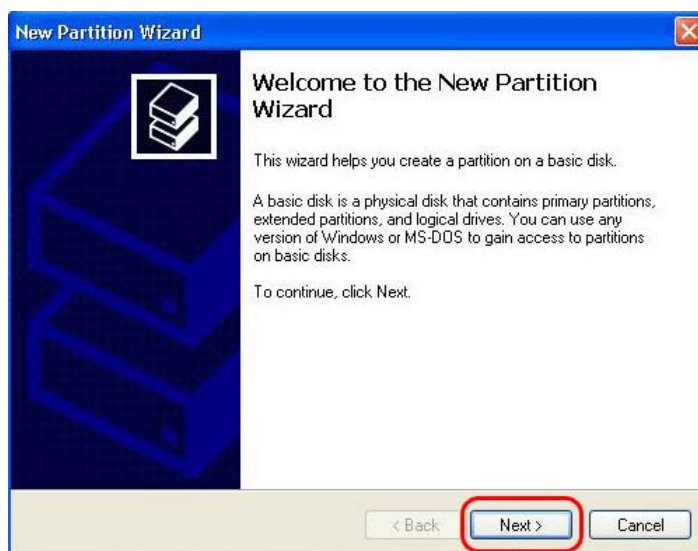 New Partition Wizard
Welcome to the New Partition
Wizard
This wizard helps you create a partition on a basic disk.
A basic disk is a physical disk that contains primary partitions,
extended partitions, and logical drives. You can use any
version of Windows or MS-DOS to gain access to partitions
on basic disks.
To continue, click Next.
< Back
Next >
Cancel